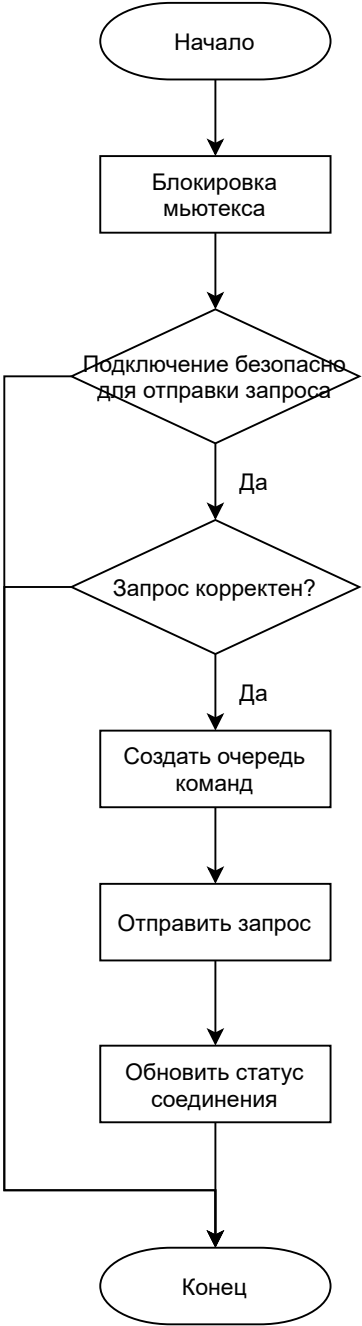 Начало
Блокировка
мьютекса
Подключение безопасно
для отправки запроса
Да
Запрос корректен?
Да
Создать очередь
команд
Отправить запрос
Обновить статус
соединения
Конец